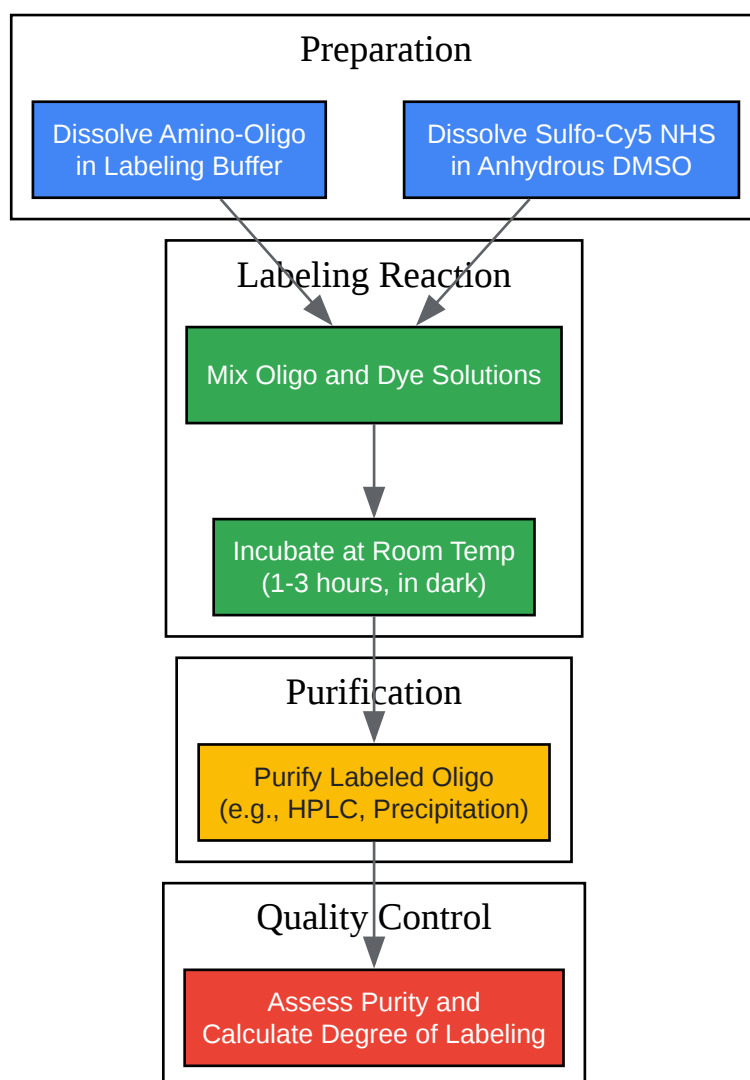 Preparation
Dissolve Amino-Oligo
in Labeling Buffer
Dissolve Sulfo-Cy5 NHS
in Anhydrous DMSO
Labeling Reaction
Mix Oligo and Dye Solutions
Incubate at Room Temp
(1-3 hours, in dark)
Purification
Purify Labeled Oligo
(e.g., HPLC, Precipitation)
Quality Control
Assess Purity and
Calculate Degree of Labeling